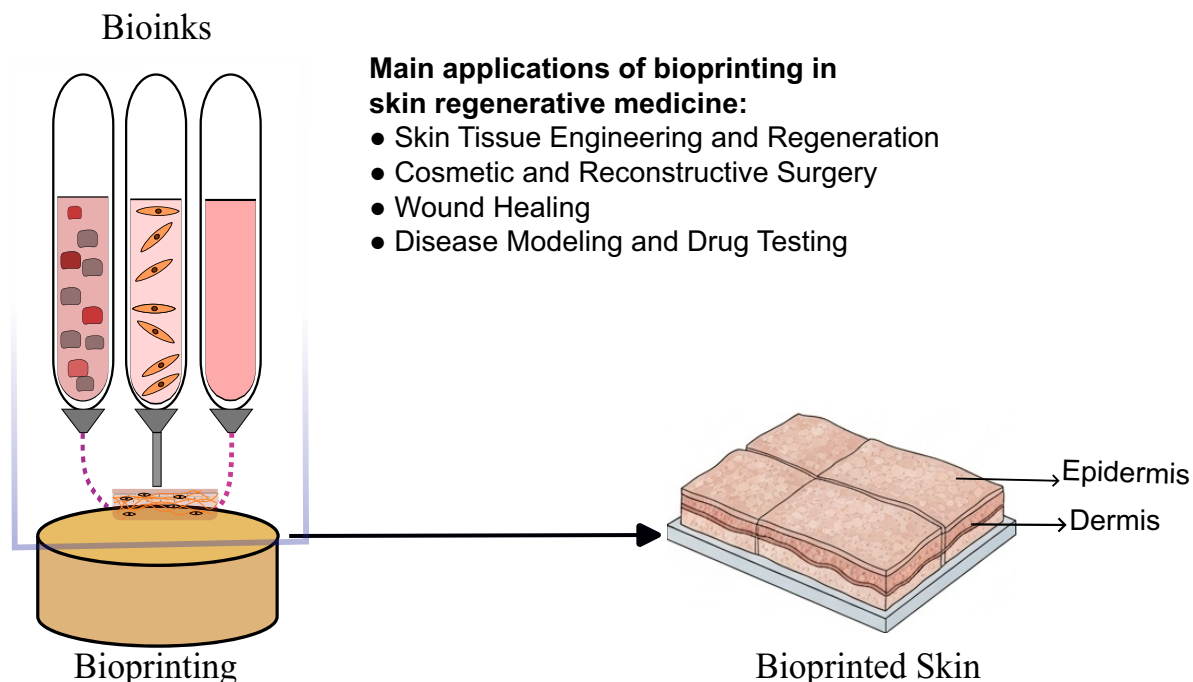 Bioinks
Main applications of bioprinting in
skin regenerative medicine:
● Skin Tissue Engineering and Regeneration
● Cosmetic and Reconstructive Surgery
● Wound Healing
● Disease Modeling and Drug Testing
Epidermis
Dermis
Bioprinting
Bioprinted Skin